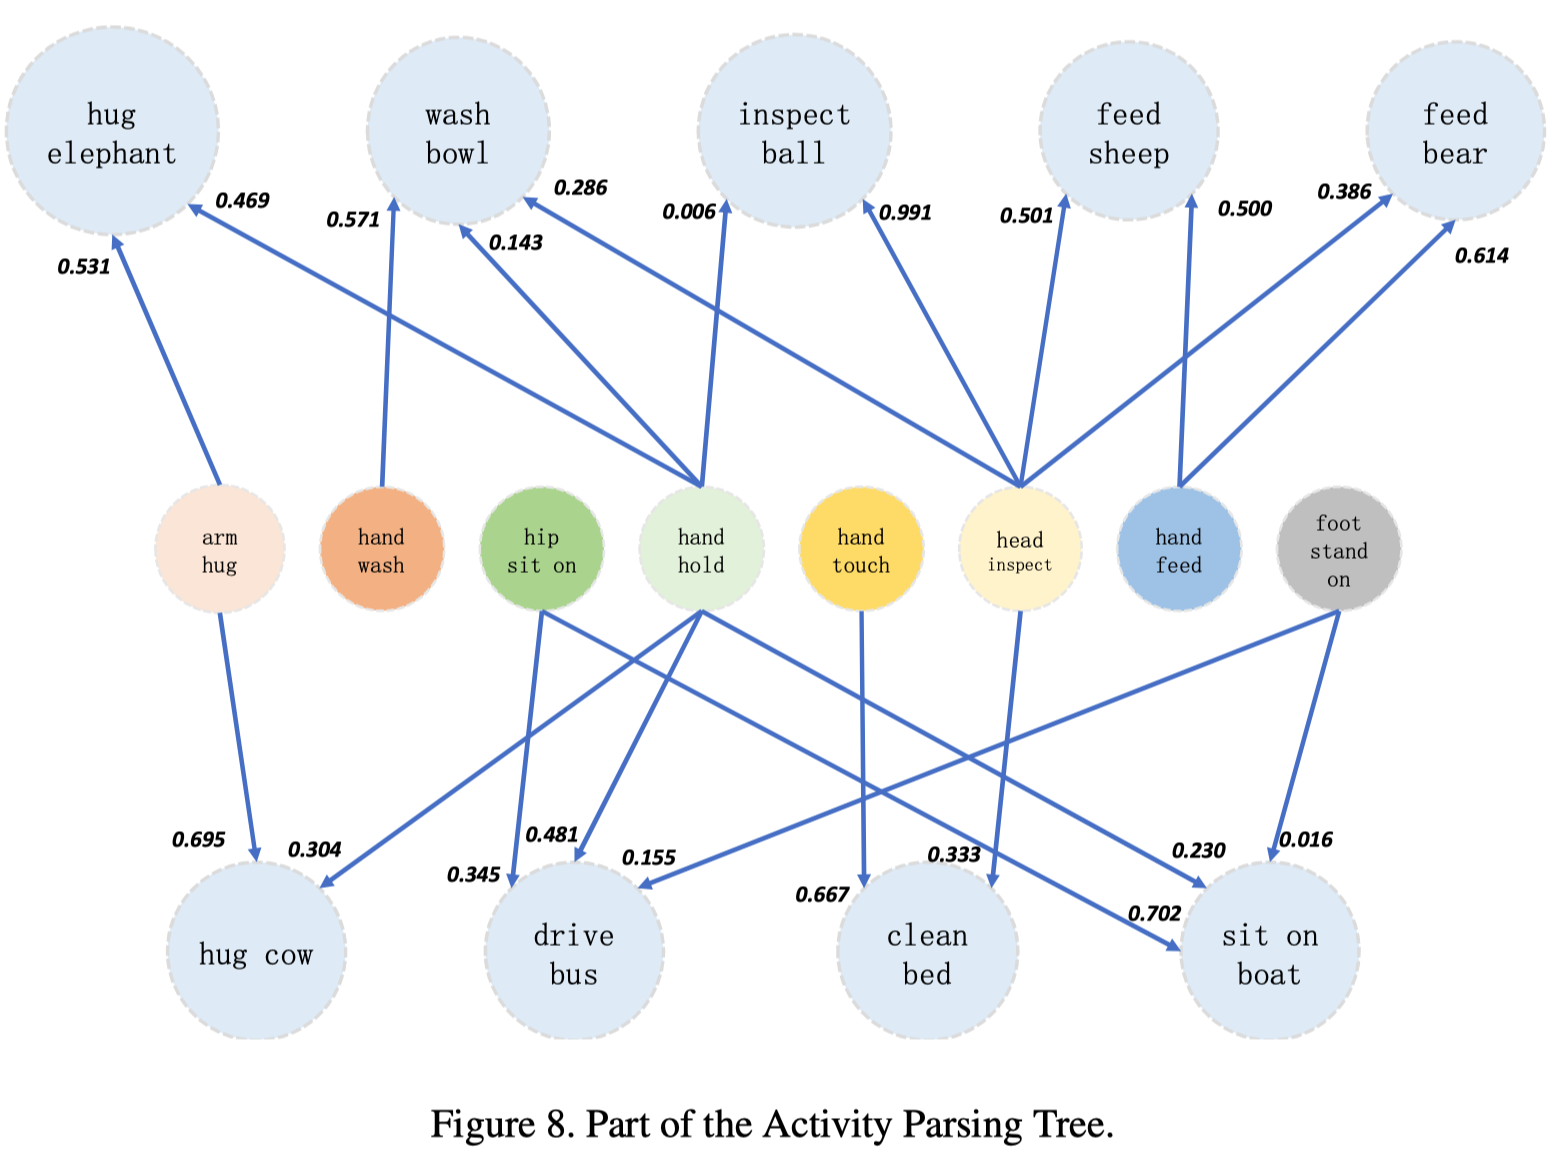 hug
elephant
wash
bowl
inspect
ball
feed
sheep
feed
bear
0.469
0.531
0.571
0.143
0.286
0.006
0.991
0.501
0.500
0.386
0.614
arm
hug
hand
wash
hip
sit on
hand
hold
hand
touch
head
inspect
hand
feed
foot
stand
on
0.695
0.304
0.345
0.481
0.155
0.667
0.333
0.230
0.702
0.016
hug cow
drive
bus
clean
bed
sit on
boat
Figure 8. Part of the Activity Parsing Tree.